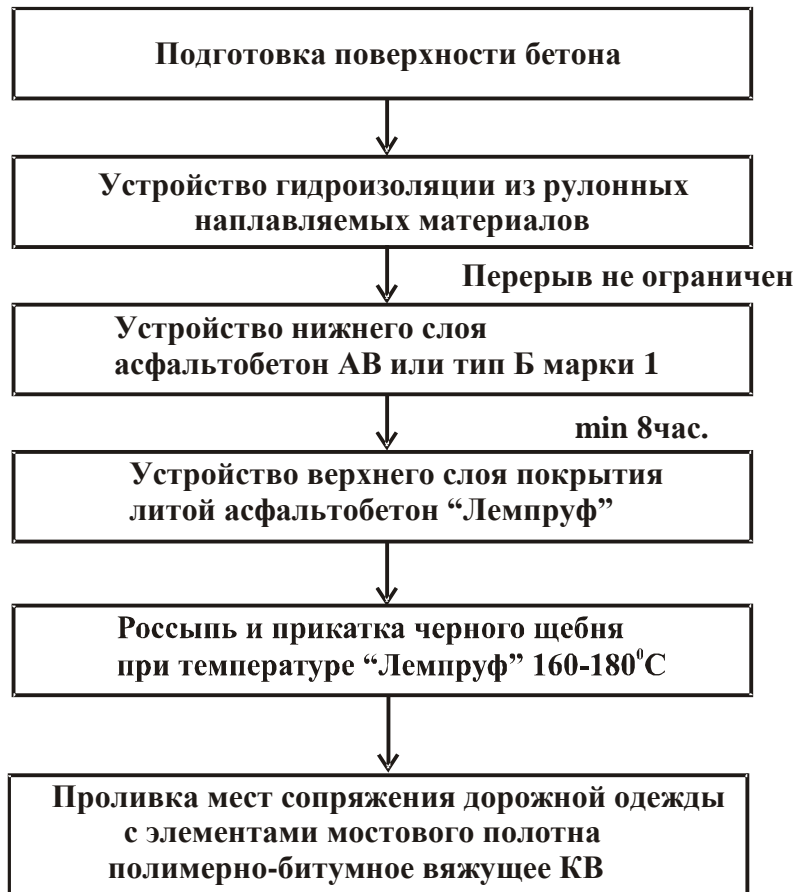 Подготовка поверхности бетона
Устройство гидроизоляции из рулонных
наплавляемых материалов
Перерыв не ограничен
Устройство нижнего слоя
асфальтобетон АВ или тип Б марки 1
min 8час.
Устройство верхнего слоя покрытия
литой асфальтобетон “Лемпруф”
Россыпь и прикатка черного щебня
при температуре “Лемпруф” 160-180⁰С
Проливка мест сопряжения дорожной одежды
с элементами мостового полотна
полимерно-битумное вяжущее КВ